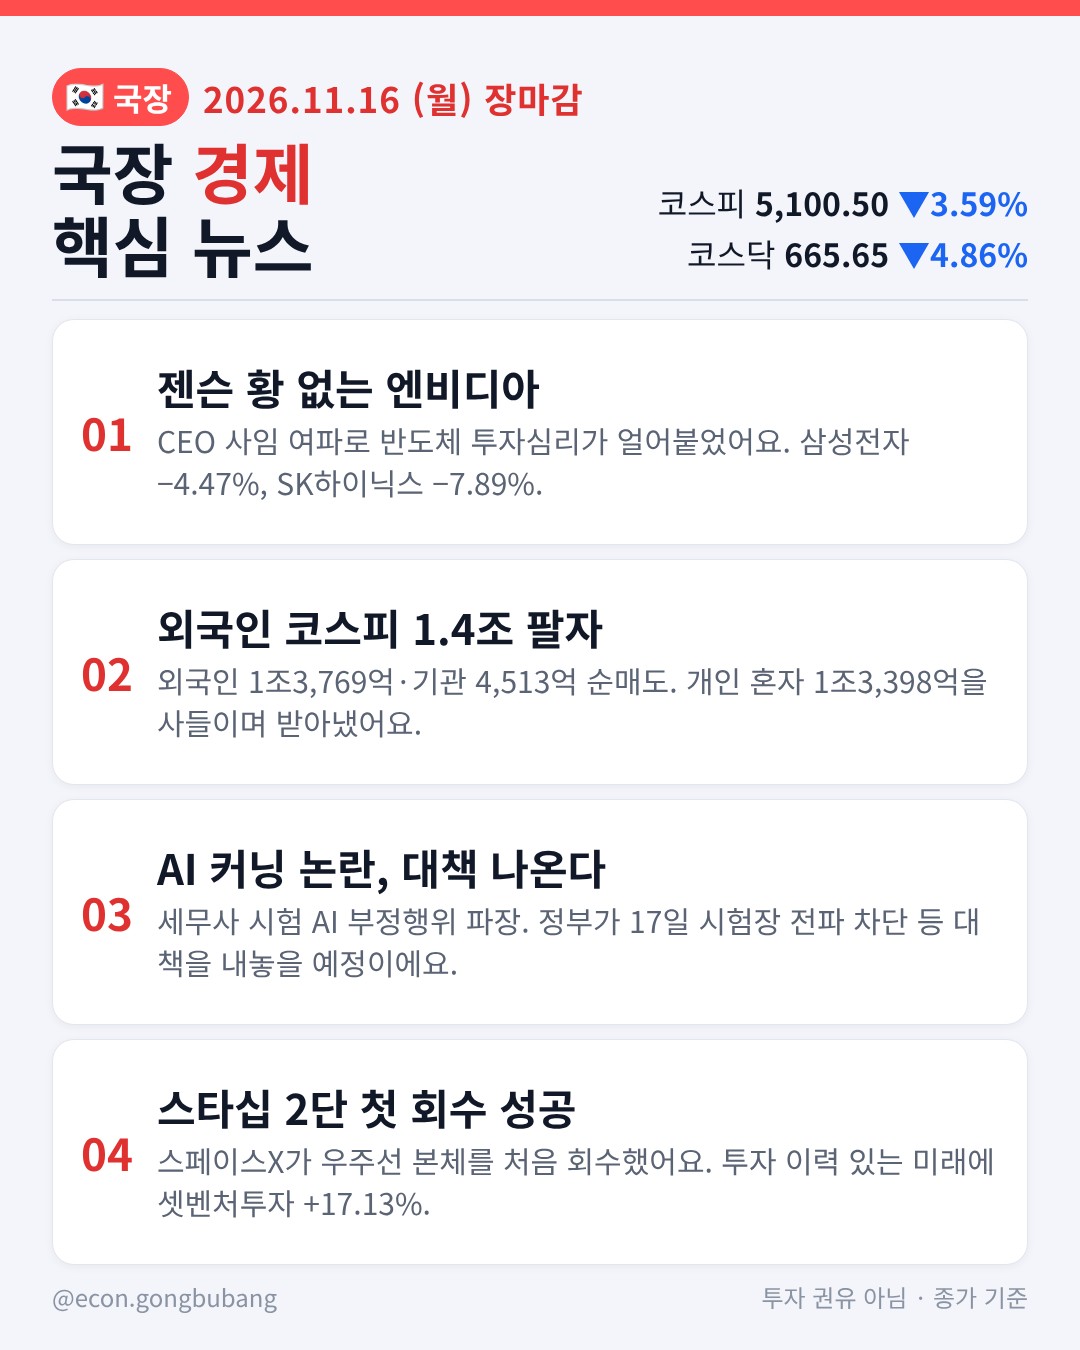 🇰🇷 국장 2026.11.16 (월) 장마감
국장 경제
핵심 뉴스
코스피 5,100.50 ▼3.59%
코스닥 665.65 ▼4.86%
01
젠슨 황 없는 엔비디아
CEO 사임 여파로 반도체 투자심리가 얼어붙었어요. 삼성전자
−4.47%, SK하이닉스 −7.89%.
02
외국인 코스피 1.4조 팔자
외국인 1조3,769억·기관 4,513억 순매도. 개인 혼자 1조3,398억을
사들이며 받아냈어요.
03
AI 커닝 논란, 대책 나온다
세무사 시험 AI 부정행위 파장. 정부가 17일 시험장 전파 차단 등 대
책을 내놓을 예정이에요.
04
스타십 2단 첫 회수 성공
스페이스X가 우주선 본체를 처음 회수했어요. 투자 이력 있는 미래에
셋벤처투자 +17.13%.
@econ.gongbubang
투자 권유 아님 · 종가 기준